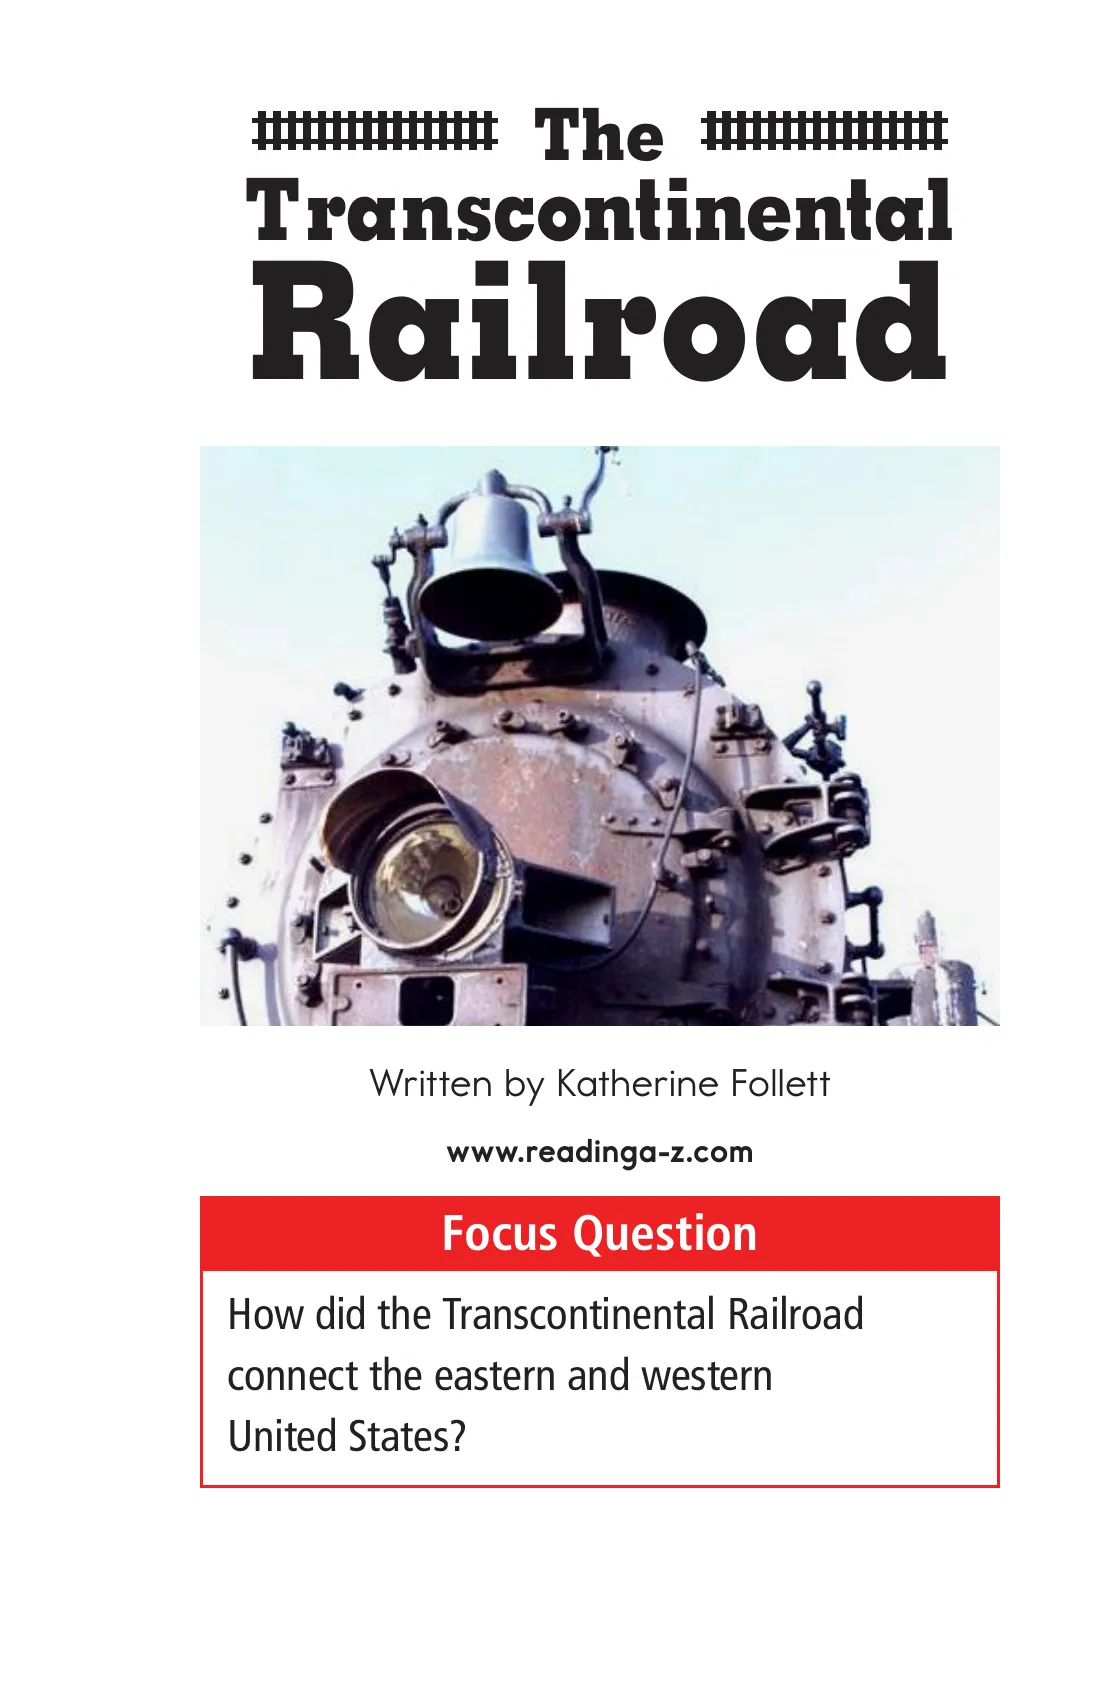 The
Transcontinental
Railroad
Written by Katherine Follett
www.readinga-z.com
Focus Question
How did the Transcontinental Railroad
connect the eastern and western
United States?